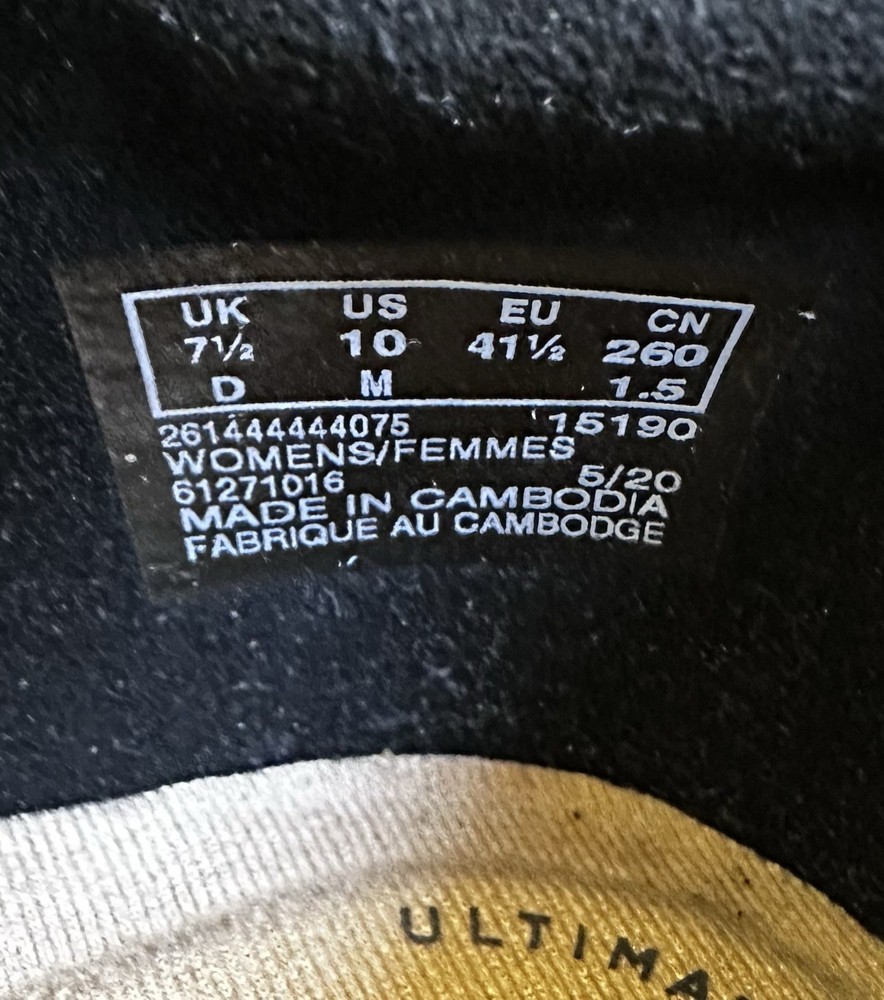 UK US EU CN
7½ 10 41½ 260
D M 1.5
261444444075 15190
WOMENS/FEMMES
61271016 5/20
MADE IN CAMBODIA
FABRIQUE AU CAMBODGE